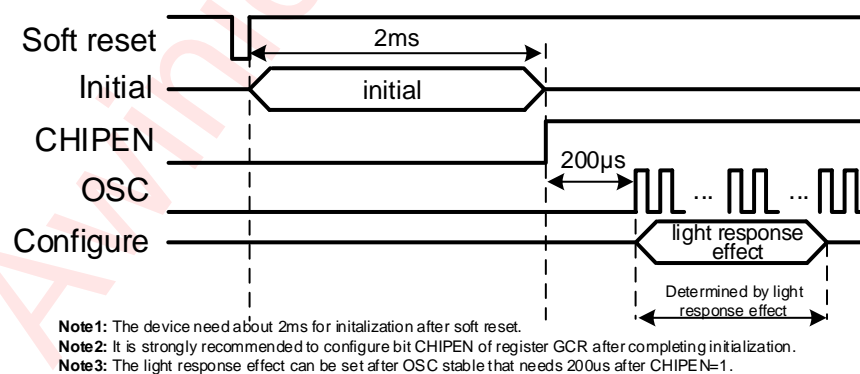 Soft reset
2ms
Initial
initial
CHIPEN
200µs
OSC
... ...
Configure
light response
effect
Determined by light
response effect
Note1: The device need about 2ms for initalization after soft reset.
Note2: It is strongly recommended to configure bit CHIPEN of register GCR after completing initialization.
Note3: The light response effect can be set after OSC stable that needs 200us after CHIPEN=1.
Awinic